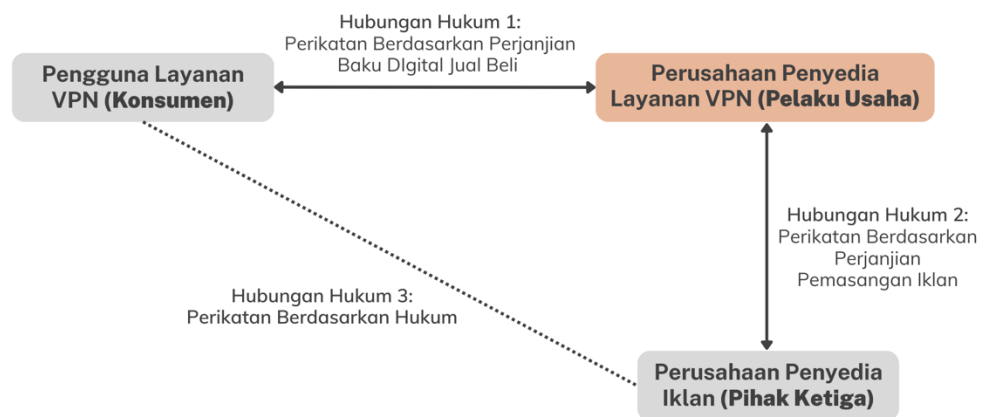 Hubungan Hukum 1:
Perikatan Berdasarkan Perjanjian
Baku DIgital Jual Beli
Pengguna Layanan
VPN (Konsumen)
Perusahaan Penyedia
Layanan VPN (Pelaku Usaha)
Hubungan Hukum 2:
Perikatan Berdasarkan
Perjanjian
Pemasangan Iklan
Hubungan Hukum 3:
Perikatan Berdasarkan Hukum
Perusahaan Penyedia
Iklan (Pihak Ketiga)